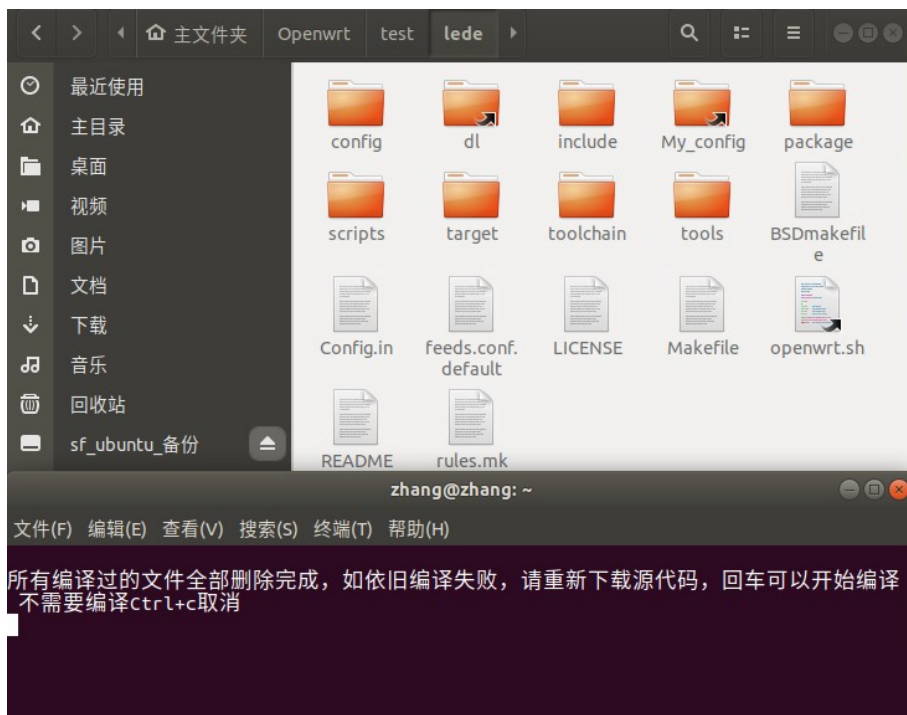 主文件夹 Openwrt test lede
最近使用
主目录
桌面
视频
图片
文档
下载
音乐
回收站
sf_ubuntu_备份
config dl include My_config package
scripts target toolchain tools BSDmakefil
e
Config.in feeds.conf. LICENSE Makefile openwrt.sh
default
README rules.mk
zhang@zhang: ~
文件(F) 编辑(E) 查看(V) 搜索(S) 终端(T) 帮助(H)
所有编译过的文件全部删除完成，如依旧编译失败，请重新下载源代码，回车可以开始编译
不需要编译Ctrl+c取消